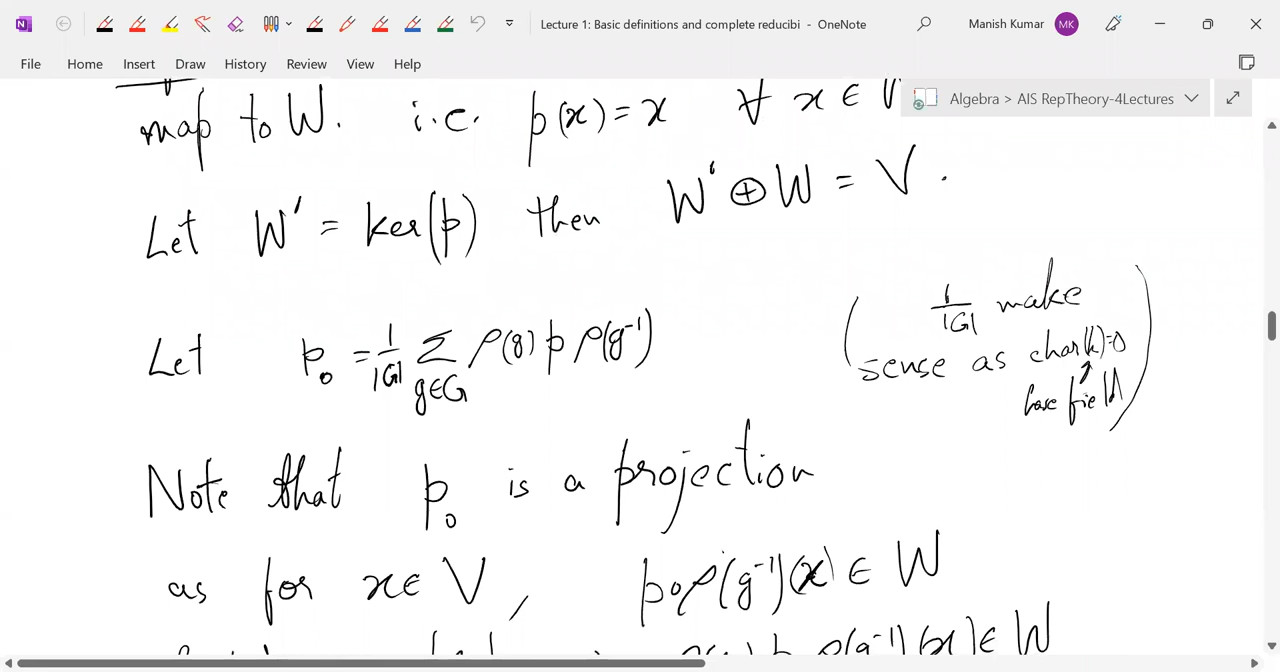 Lecture 1: Basic definitions and complete reducibi - OneNote
Manish Kumar
MK
File Home Insert Draw History Review View Help
Algebra > AIS RepTheory-4Lectures
map to W. i.e. p(x) = x ∀ x ∈
Let W' = ker(p) then W' ⊕ W = V.
Let p₀ = 1/|G| Σ_{g∈G} ρ(g) p ρ(g⁻¹)
( 1/|G| make
sense as char(k)=0
base field )
Note that p₀ is a projection
as for x ∈ V, p∘ρ(g⁻¹)(x) ∈ W
p ρ(g⁻¹)(x) ∈ W